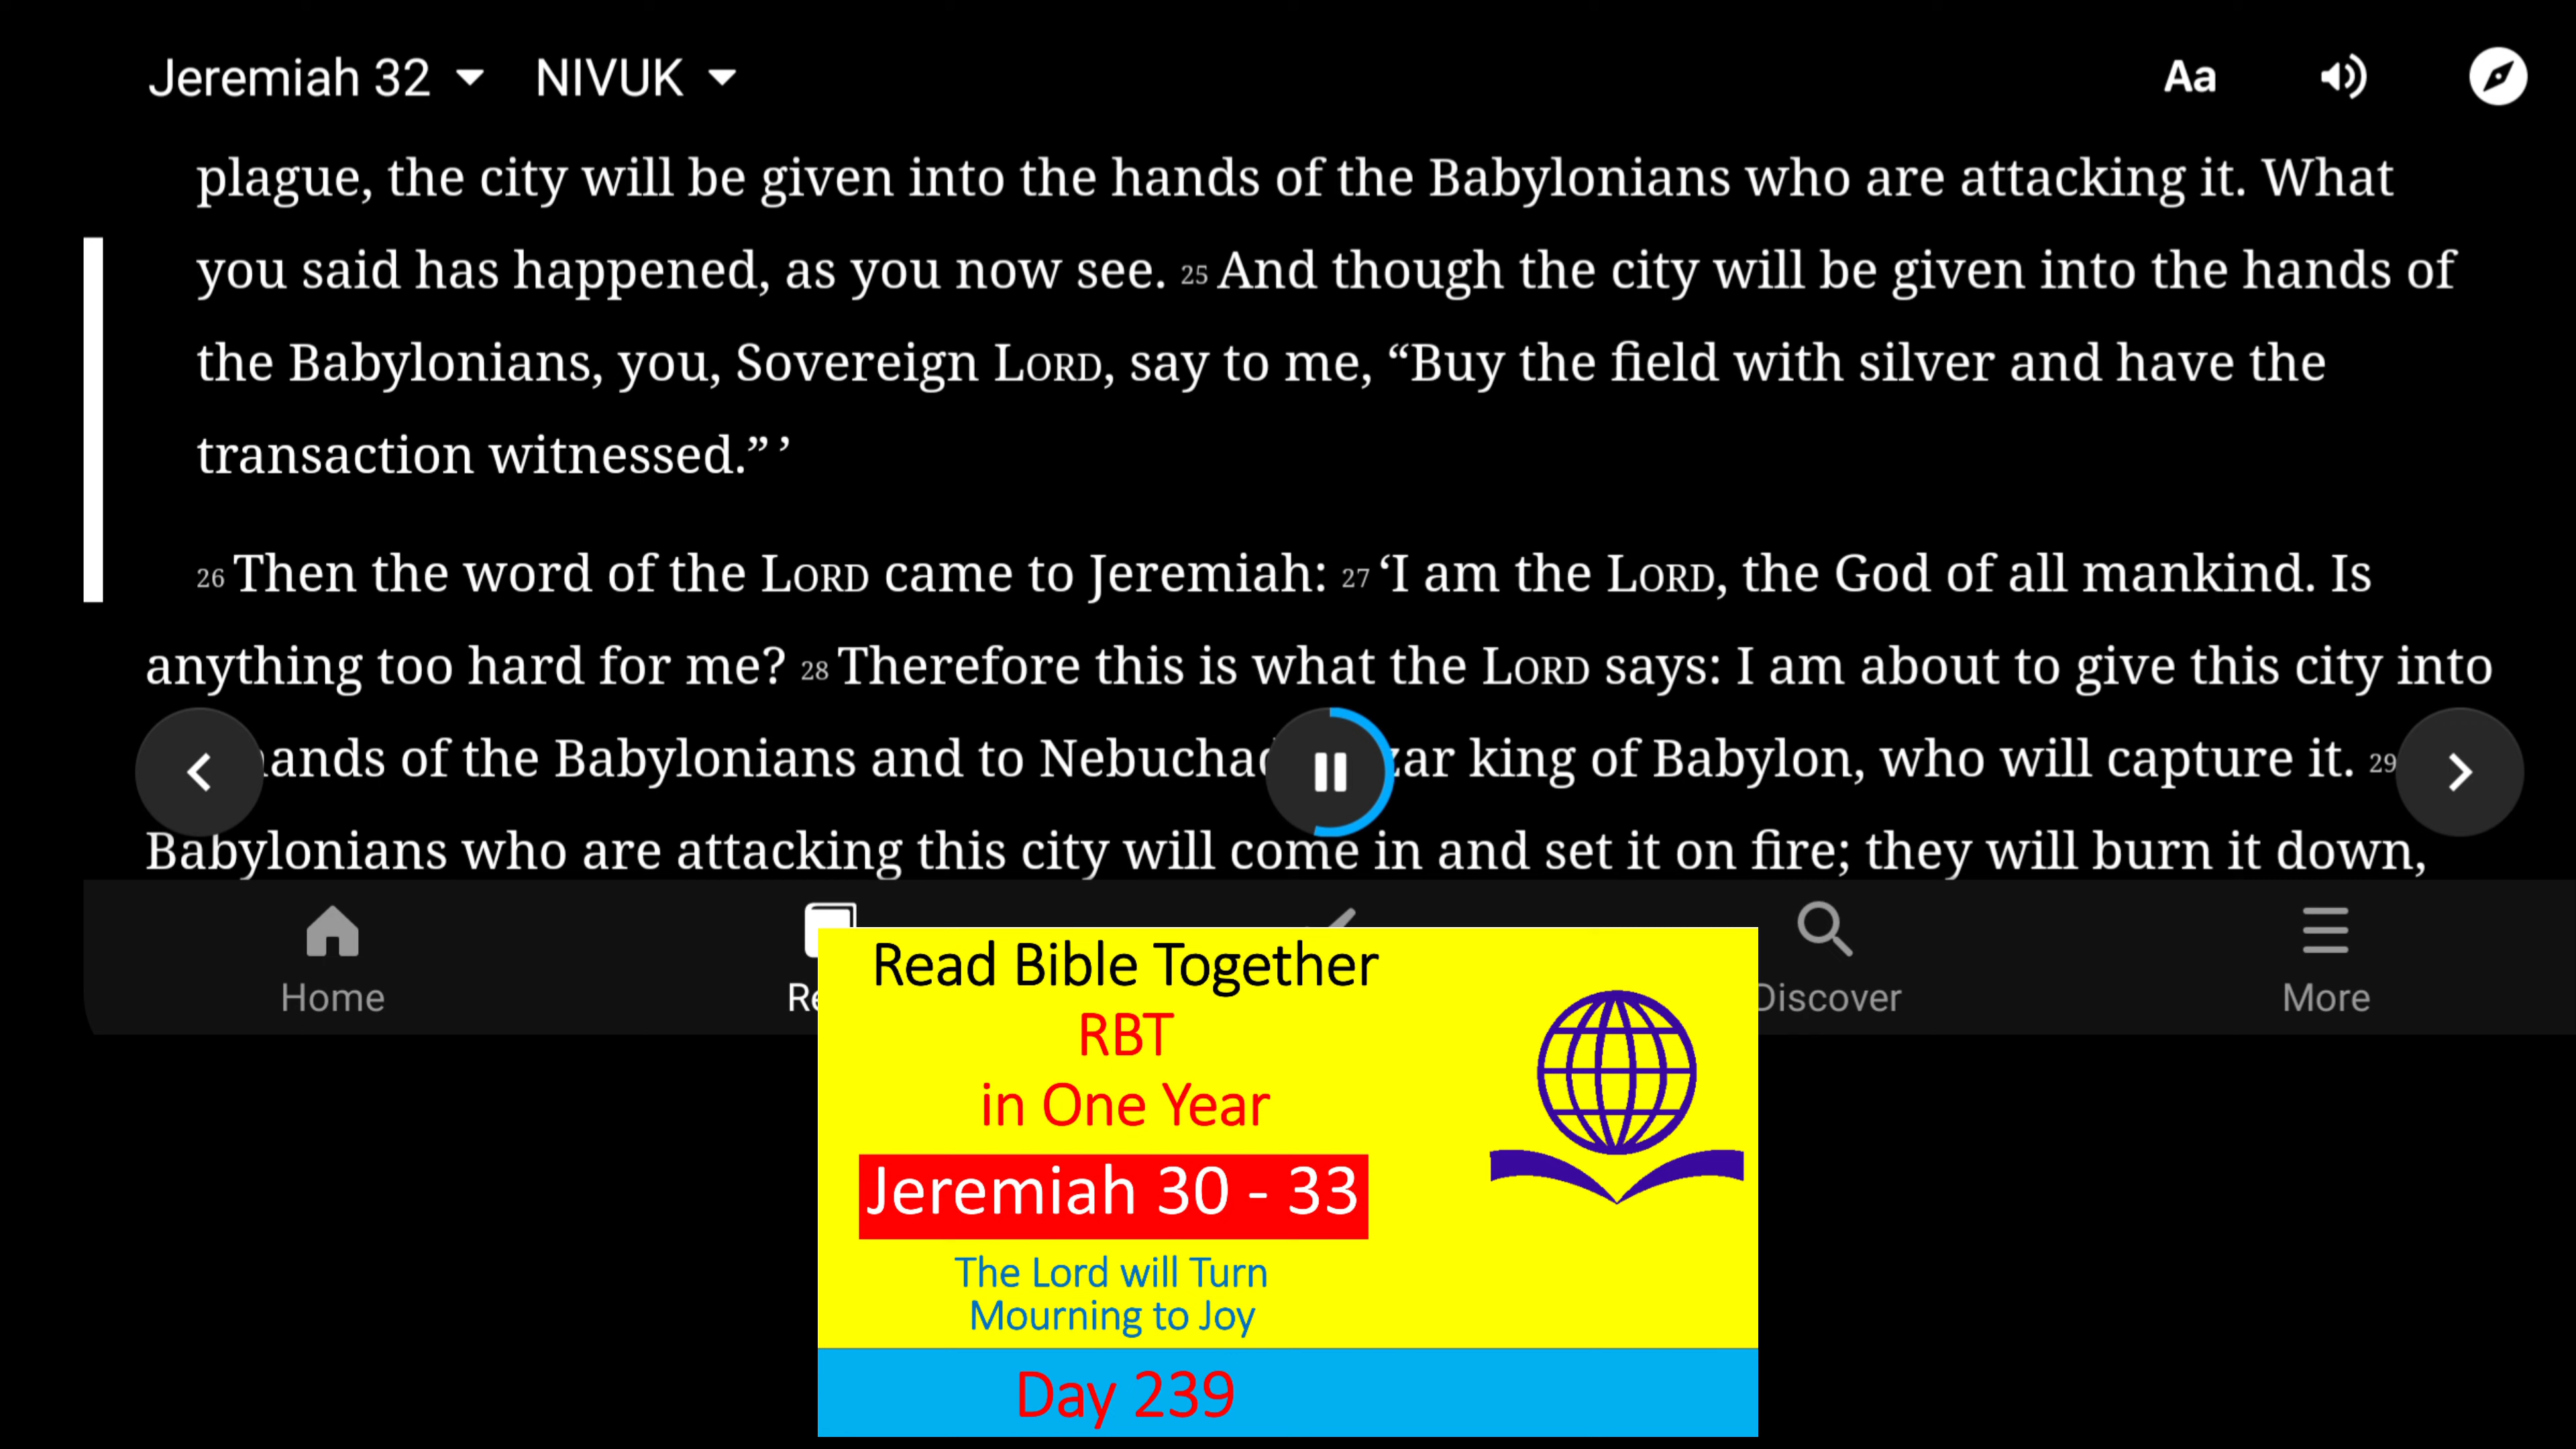 Jeremiah 32 NIVUK Aa
plague, the city will be given into the hands of the Babylonians who are attacking it. What
you said has happened, as you now see. 25 And though the city will be given into the hands of
the Babylonians, you, Sovereign LORD, say to me, “Buy the field with silver and have the
transaction witnessed.” ’
26 Then the word of the LORD came to Jeremiah: 27 ‘I am the LORD, the God of all mankind. Is
anything too hard for me? 28 Therefore this is what the LORD says: I am about to give this city into
of the Babylonians and to king of Babylon, who will capture it. 29
Babylonians who are attacking this city will come in and set it on fire; they will burn it down,
Home Discover More
Read Bible Together
RBT
in One Year
Jeremiah 30 - 33
The Lord will Turn
Mourning to Joy
Day 239